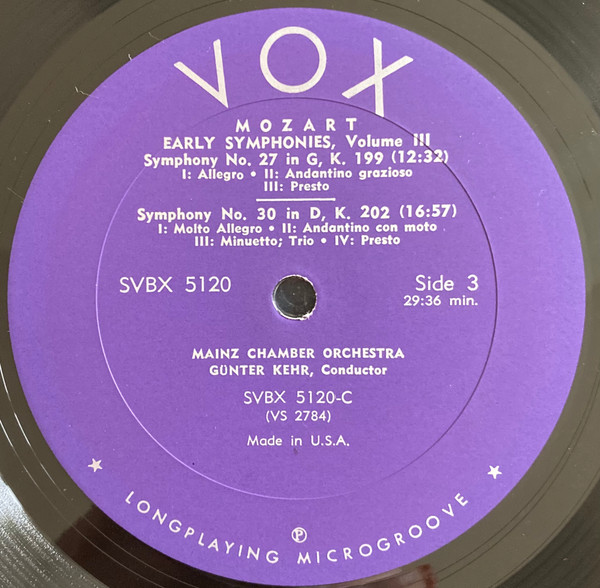 VOX
MOZART
EARLY SYMPHONIES, Volume III
Symphony No. 27 in G, K. 199 (12:32)
I: Allegro • II: Andantino grazioso
III: Presto
Symphony No. 30 in D, K. 202 (16:57)
I: Molto Allegro • II: Andantino con moto
III: Minuetto; Trio • IV: Presto
SVBX 5120
Side 3
29:36 min.
MAINZ CHAMBER ORCHESTRA
GÜNTER KEHR, Conductor
SVBX 5120-C
(VS 2784)
Made in U.S.A.
℗
★ LONGPLAYING MICROGROOVE ★